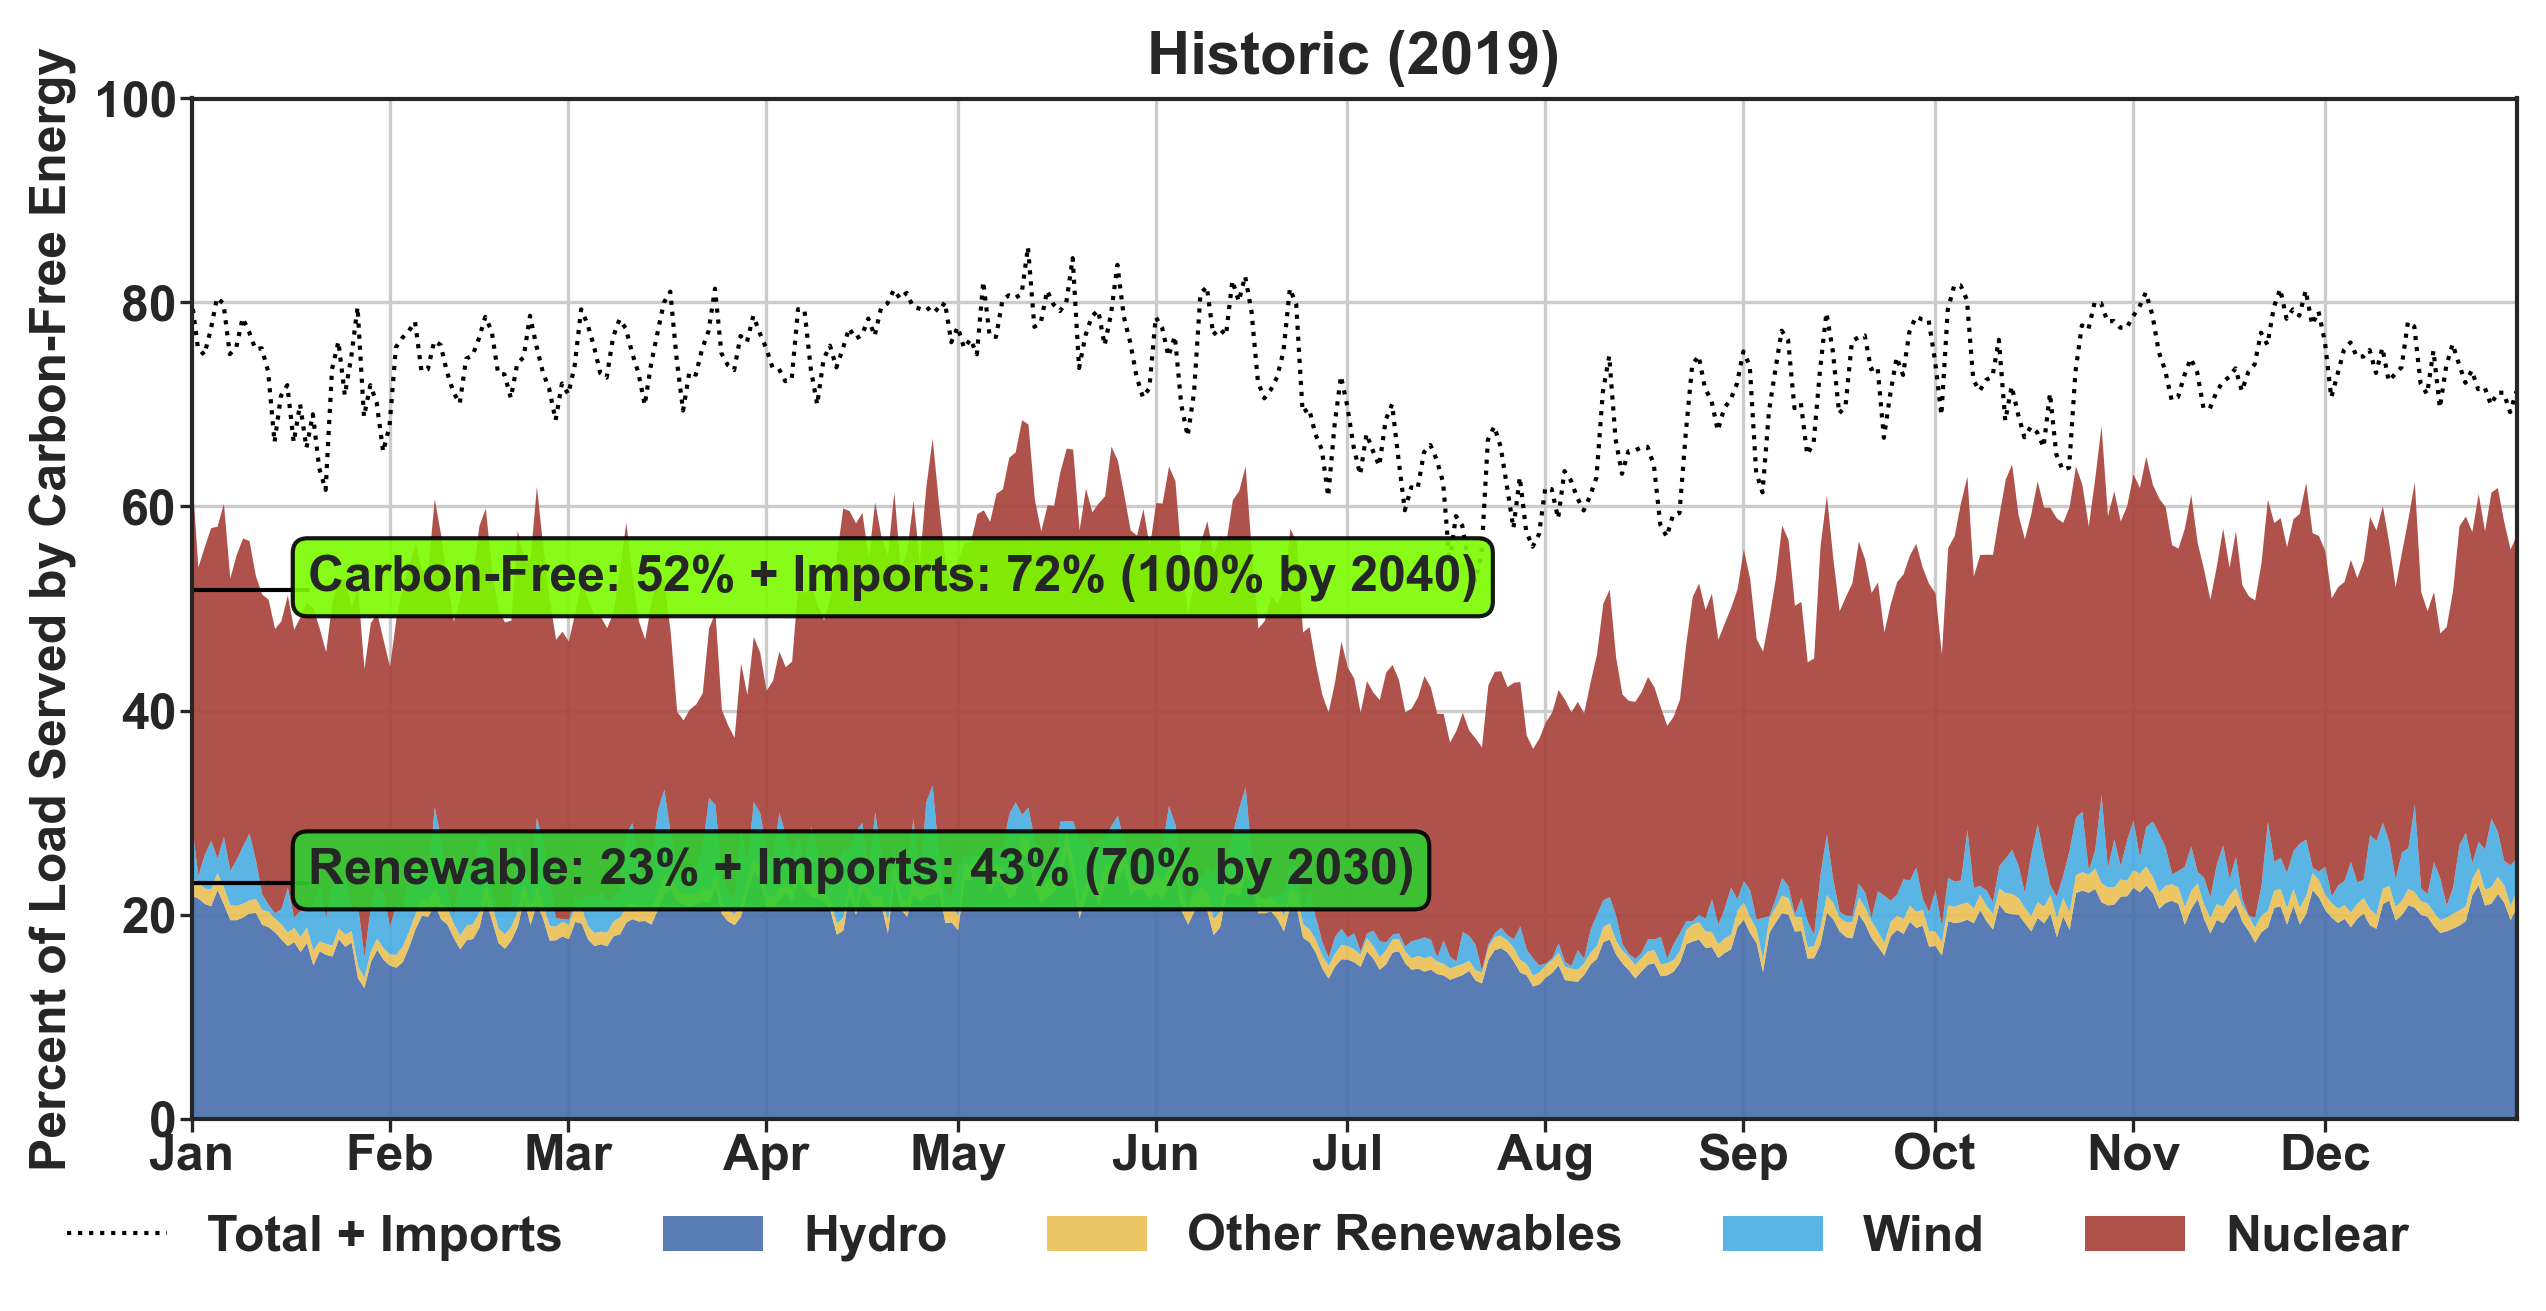 Historic (2019)
Percent of Load Served by Carbon-Free Energy
100
80
60
40
20
0
Carbon-Free: 52% + Imports: 72% (100% by 2040)
Renewable: 23% + Imports: 43% (70% by 2030)
Jan Feb Mar Apr May Jun Jul Aug Sep Oct Nov Dec
Total + Imports Hydro Other Renewables Wind Nuclear